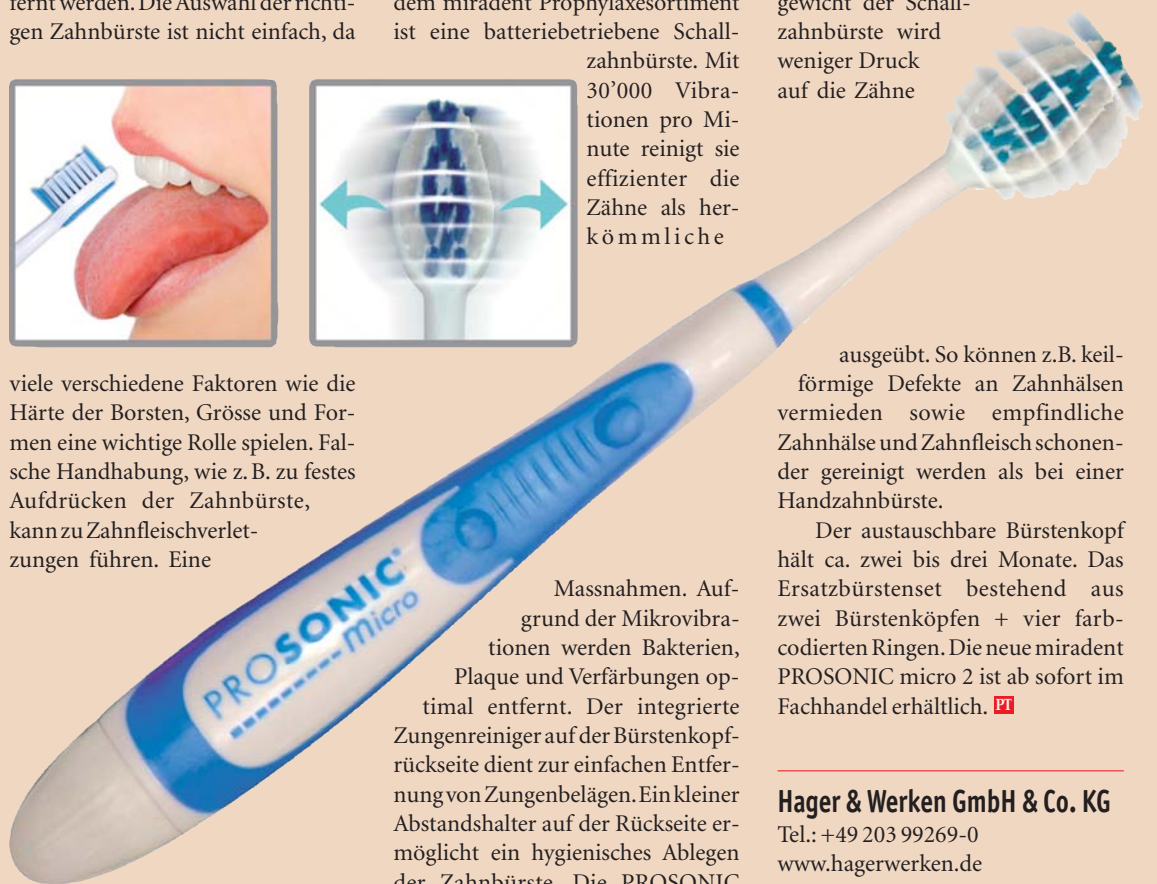 fernt werden. Die Auswahl der richti-
gen Zahnbürste ist nicht einfach, da
viele verschiedene Faktoren wie die
Härte der Borsten, Grösse und For-
men eine wichtige Rolle spielen. Fal-
sche Handhabung, wie z. B. zu festes
Aufdrücken der Zahnbürste,
kann zu Zahnfleischverlet-
zungen führen. Eine
dem miradent Prophylaxesortiment
ist eine batteriebetriebene Schall-
zahnbürste. Mit
30’000 Vibra-
tionen pro Mi-
nute reinigt sie
effizienter die
Zähne als her-
kömmliche
Massnahmen. Auf-
grund der Mikrovibra-
tionen werden Bakterien,
Plaque und Verfärbungen op-
timal entfernt. Der integrierte
Zungenreiniger auf der Bürstenkopf-
rückseite dient zur einfachen Entfer-
nung von Zungenbelägen. Ein kleiner
Abstandshalter auf der Rückseite er-
möglicht ein hygienisches Ablegen
der Zahnbürste. Die PROSONIC
gewicht der Schall-
zahnbürste wird
weniger Druck
auf die Zähne
ausgeübt. So können z.B. keil-
förmige Defekte an Zahnhälsen
vermieden sowie empfindliche
Zahnhälse und Zahnfleisch schonen-
der gereinigt werden als bei einer
Handzahnbürste.
Der austauschbare Bürstenkopf
hält ca. zwei bis drei Monate. Das
Ersatzbürstenset bestehend aus
zwei Bürstenköpfen + vier farb-
codierten Ringen. Die neue miradent
PROSONIC micro 2 ist ab sofort im
Fachhandel erhältlich. PT
Hager & Werken GmbH & Co. KG
Tel.: +49 203 99269-0
www.hagerwerken.de
PROSONIC®
micro